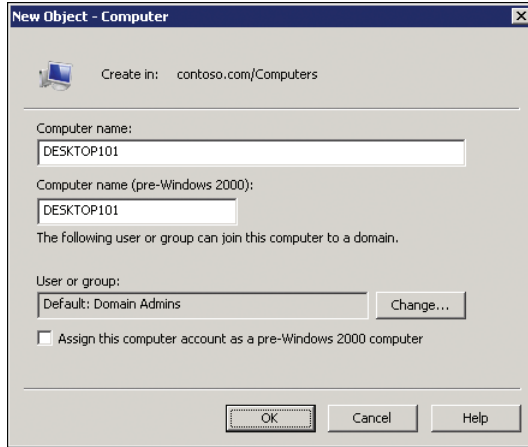 New Object - Computer
Create in: contoso.com/Computers
Computer name:
DESKTOP101
Computer name (pre-Windows 2000):
DESKTOP101
The following user or group can join this computer to a domain.
User or group:
Default: Domain Admins
Change...
Assign this computer account as a pre-Windows 2000 computer
OK Cancel Help